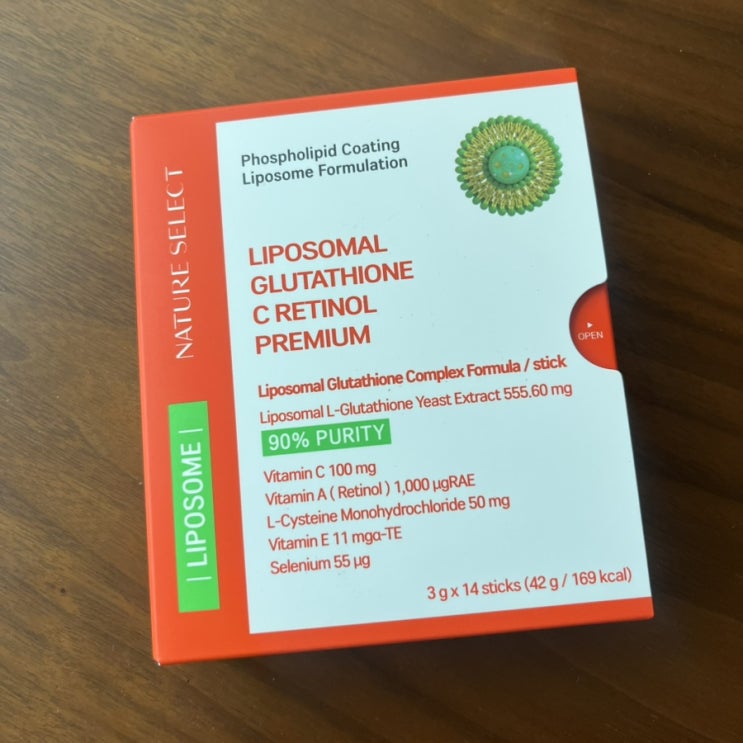 NATURE SELECT
| LIPOSOME |
Phospholipid Coating
Liposome Formulation
LIPOSOMAL
GLUTATHIONE
C RETINOL
PREMIUM
OPEN
Liposomal Glutathione Complex Formula / stick
Liposomal L-Glutathione Yeast Extract 555.60 mg
90% PURITY
Vitamin C 100 mg
Vitamin A ( Retinol ) 1,000 μgRAE
L-Cysteine Monohydrochloride 50 mg
Vitamin E 11 mgα-TE
Selenium 55 μg
3 g x 14 sticks (42 g / 169 kcal)